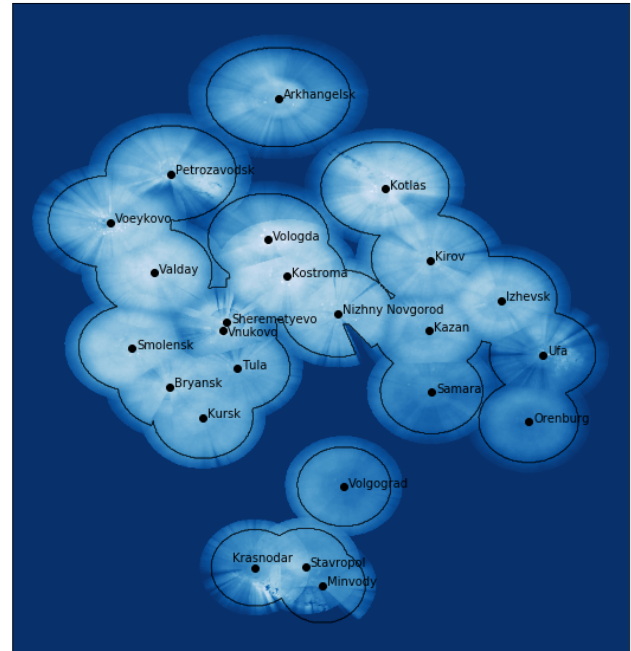 Arkhangelsk
Petrozavodsk
Kotlas
Voeykovo
Vologda
Kirov
Valday
Kostroma
Izhevsk
Nizhny Novgorod
Sheremetyevo
Vnukovo
Kazan
Smolensk
Ufa
Tula
Bryansk
Samara
Kursk
Orenburg
Volgograd
Krasnodar
Stavropol
Minvody